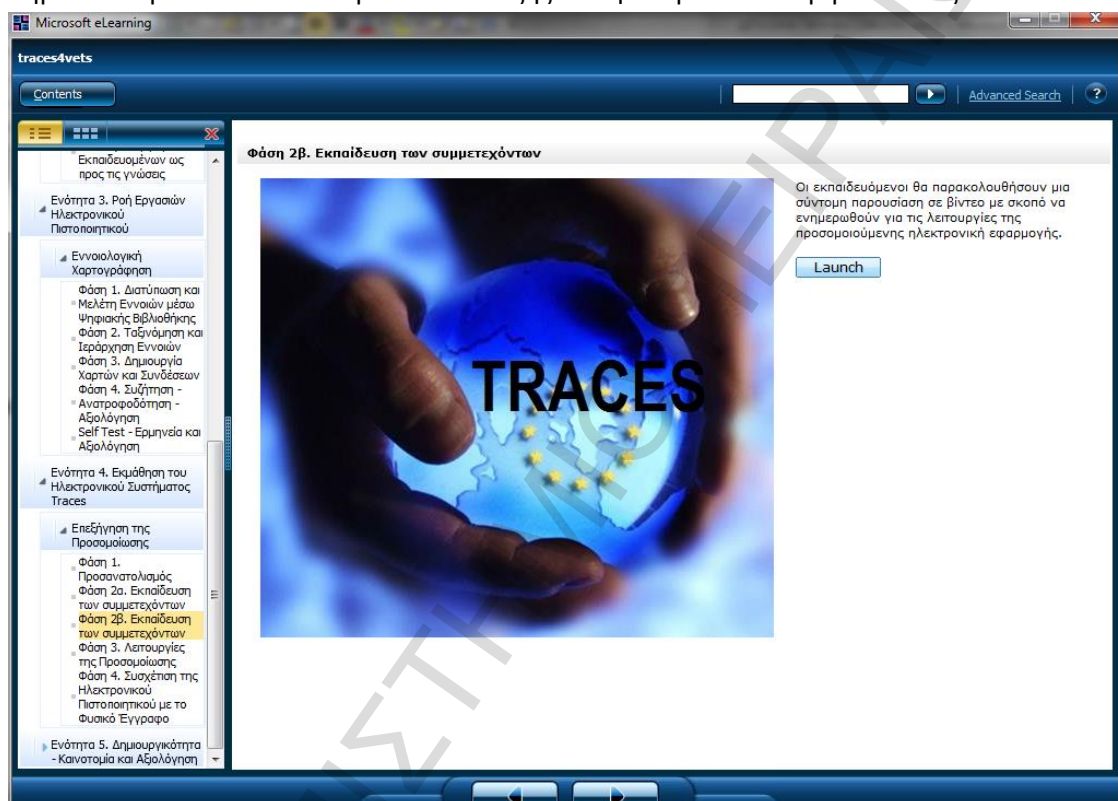 Microsoft eLearning
traces4vets
Contents
Advanced Search
?
Εκπαιδευομένων ως
προς τις γνώσεις
Ενότητα 3. Ροή Εργασιών
Ηλεκτρονικού
Πιστοποιητικού
Εννοιολογική
Χαρτογράφηση
Φάση 1. Διατύπωση και
Μελέτη Εννοιών μέσω
Ψηφιακής Βιβλιοθήκης
Φάση 2. Ταξινόμηση και
Ιεράρχηση Εννοιών
Φάση 3. Δημιουργία
Χαρτών και Συνδέσεων
Φάση 4. Συζήτηση -
Ανατροφοδότηση -
Αξιολόγηση
Self Test - Ερμηνεία και
Αξιολόγηση
Ενότητα 4. Εκμάθηση του
Ηλεκτρονικού Συστήματος
Traces
Επεξήγηση της
Προσομοίωσης
Φάση 1.
Προσανατολισμός
Φάση 2α. Εκπαίδευση
των συμμετεχόντων
Φάση 2β. Εκπαίδευση
των συμμετεχόντων
Φάση 3. Λειτουργίες
της Προσομοίωσης
Φάση 4. Συσχέτιση της
Ηλεκτρονικού
Πιστοποιητικού με το
Φυσικό Έγγραφο
Ενότητα 5. Δημιουργικότητα
- Καινοτομία και Αξιολόγηση
Φάση 2β. Εκπαίδευση των συμμετεχόντων
TRACES
Οι εκπαιδευόμενοι θα παρακολουθήσουν μια
σύντομη παρουσίαση σε βίντεο με σκοπό να
ενημερωθούν για τις λειτουργίες της
προσομοιούμενης ηλεκτρονική εφαρμογής.
Launch